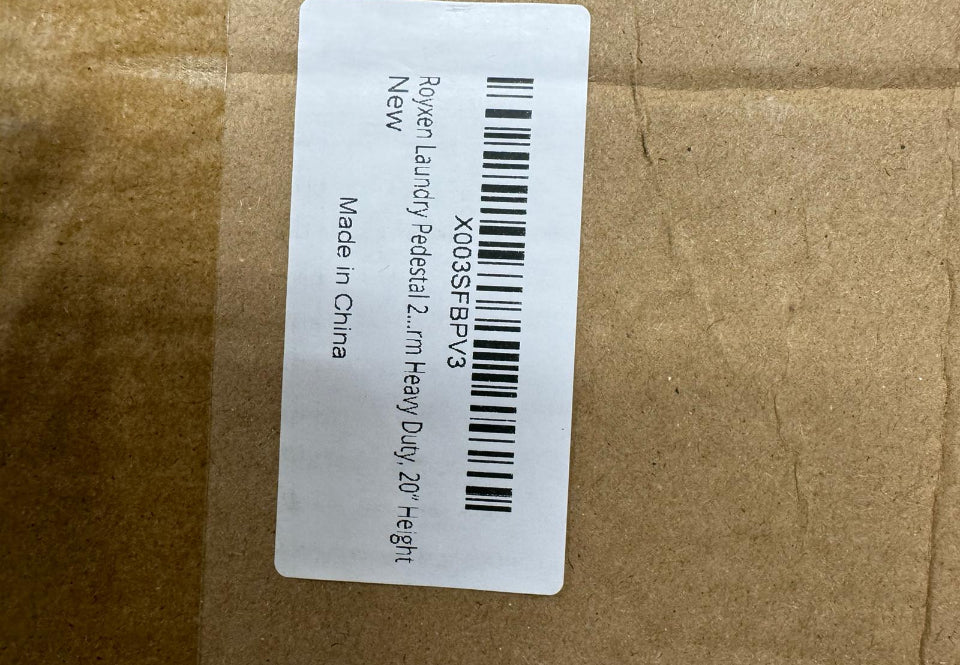 X003SFBPV3
Royxen Laundry Pedestal 2...rm Heavy Duty, 20" Height
New
Made in China